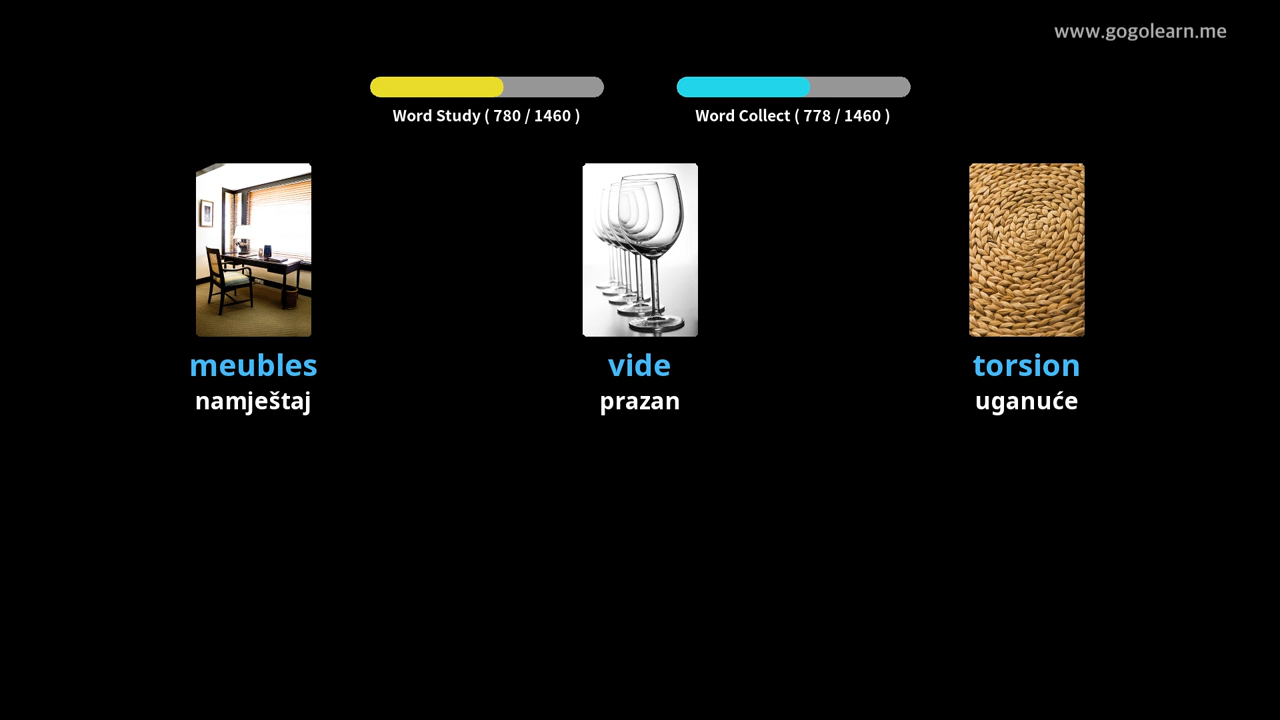 www.gogolearn.me
Word Study ( 780 / 1460 )
Word Collect ( 778 / 1460 )
meubles
namještaj
vide
prazan
torsion
uganuće